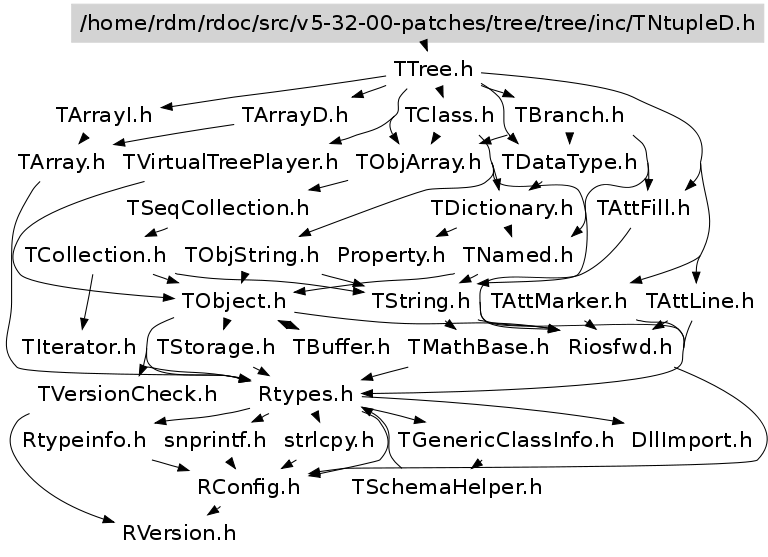 /home/rdm/rdoc/src/v5-32-00-patches/tree/tree/inc/TNtupleD.h
TTree.h
TArrayI.h TArrayD.h TClass.h TBranch.h
TArray.h TVirtualTreePlayer.h TObjArray.h TDataType.h
TSeqCollection.h TDictionary.h TAttFill.h
TCollection.h TObjString.h Property.h TNamed.h
TObject.h TString.h TAttMarker.h TAttLine.h
TIterator.h TStorage.h TBuffer.h TMathBase.h Riosfwd.h
TVersionCheck.h Rtypes.h
Rtypeinfo.h snprintf.h strlcpy.h TGenericClassInfo.h DllImport.h
RConfig.h TSchemaHelper.h
RVersion.h